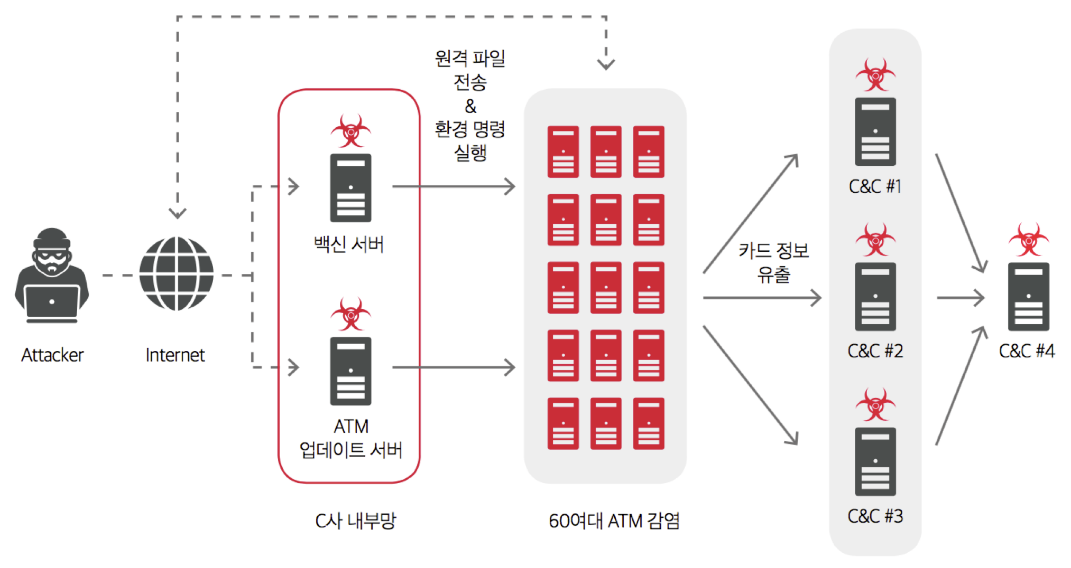 원격 파일
전송
&
환경 명령
실행
백신 서버
Attacker
Internet
ATM
업데이트 서버
C사 내부망
60여대 ATM 감염
카드 정보
유출
C&C #1
C&C #2
C&C #3
C&C #4